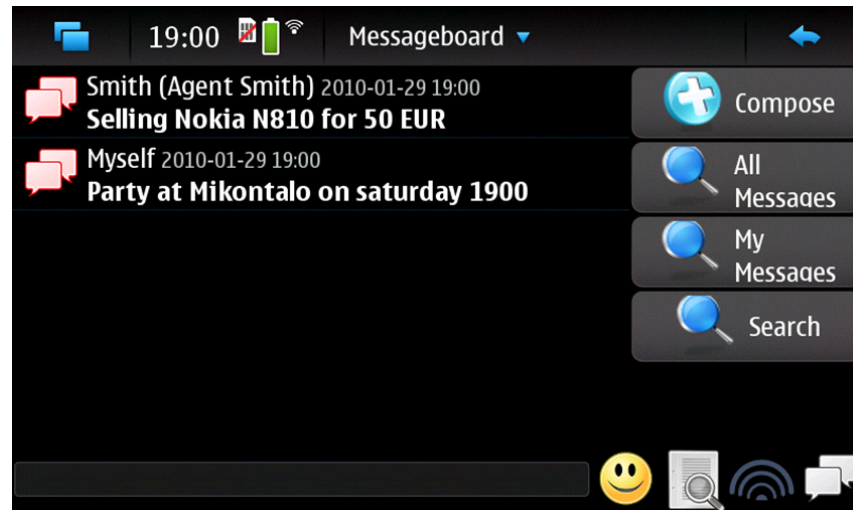 19:00 Messageboard
Smith (Agent Smith) 2010-01-29 19:00
Selling Nokia N810 for 50 EUR
Myself 2010-01-29 19:00
Party at Mikontalo on saturday 1900
Compose
All
Messages
My
Messages
Search